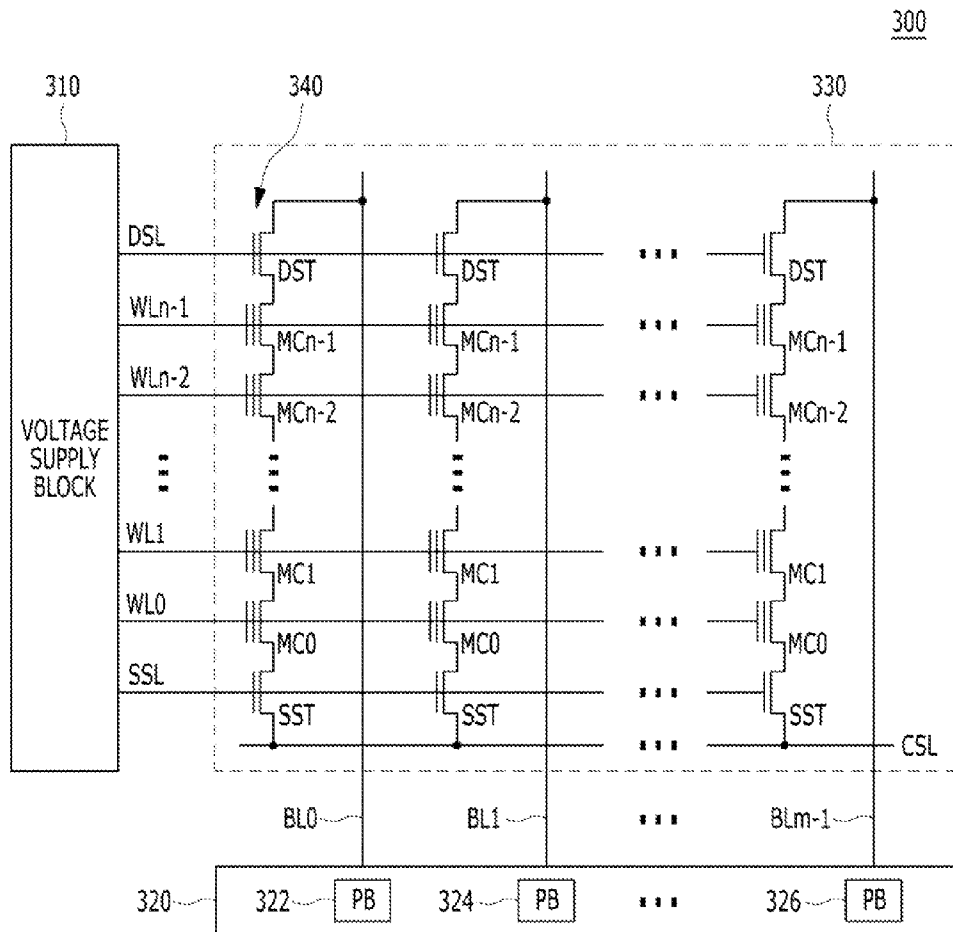 300
310
340
330
DSL
DST
DST
DST
WLn-1
MCn-1
MCn-1
MCn-1
WLn-2
MCn-2
MCn-2
MCn-2
VOLTAGE
SUPPLY
BLOCK
WL1
MC1
MC1
MC1
WL0
MC0
MC0
MC0
SSL
SST
SST
SST
CSL
BL0
BL1
BLm-1
320
322
PB
324
PB
326
PB